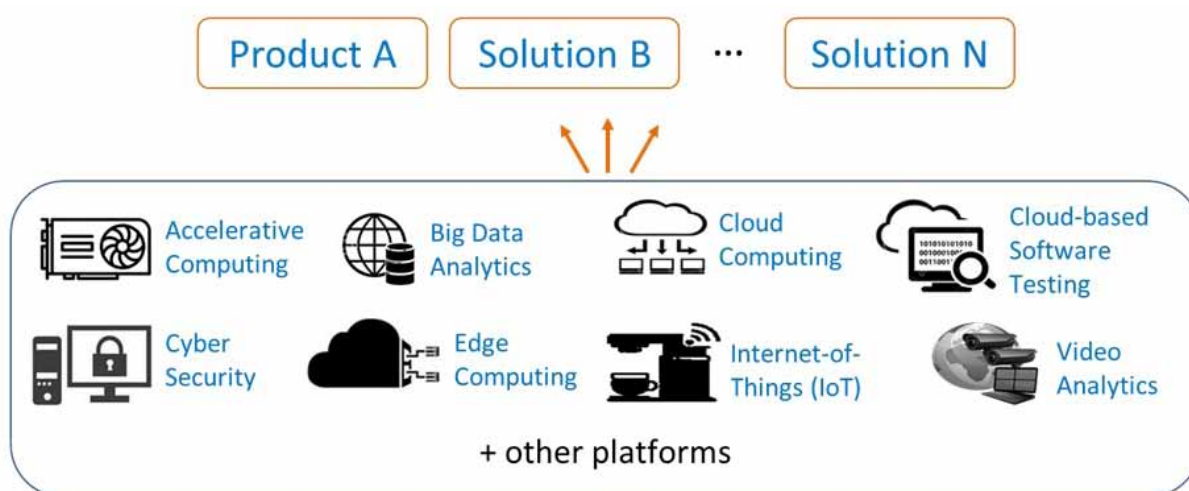 Product A
Solution B
...
Solution N
Accelerative
Computing
Big Data
Analytics
Cloud
Computing
Cloud-based
Software
Testing
Cyber
Security
Edge
Computing
Internet-of-
Things (IoT)
Video
Analytics
+ other platforms